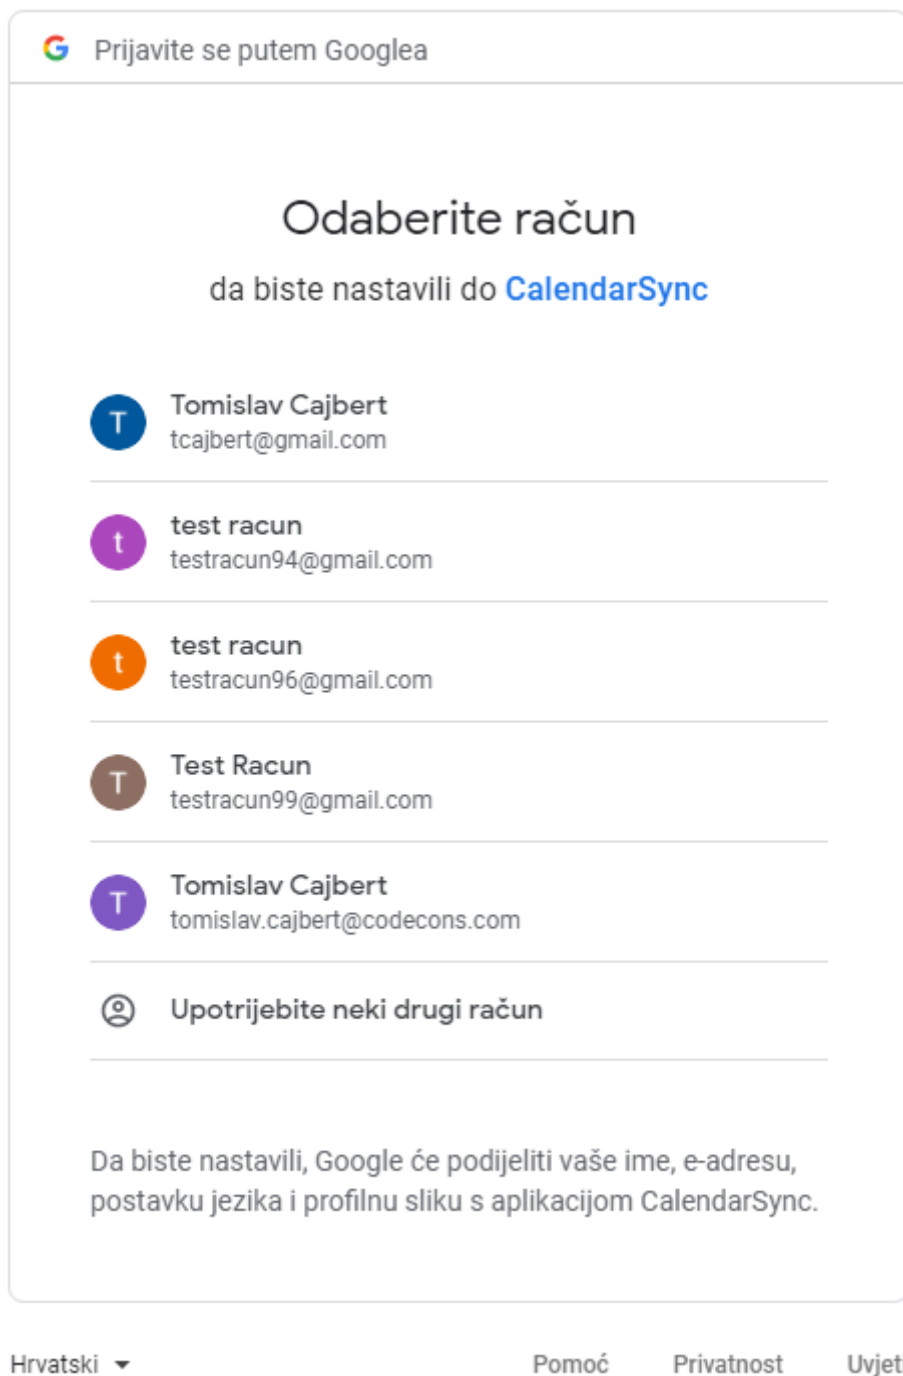 Prijavite se putem Googlea
Odaberite račun
da biste nastavili do CalendarSync
T
Tomislav Cajbert
tcajbert@gmail.com
t
test racun
testracun94@gmail.com
t
test racun
testracun96@gmail.com
T
Test Racun
testracun99@gmail.com
T
Tomislav Cajbert
tomislav.cajbert@codecons.com
Upotrijebite neki drugi račun
Da biste nastavili, Google će podijeliti vaše ime, e-adresu,
postavku jezika i profilnu sliku s aplikacijom CalendarSync.
Hrvatski Pomoć Privatnost Uvjeti